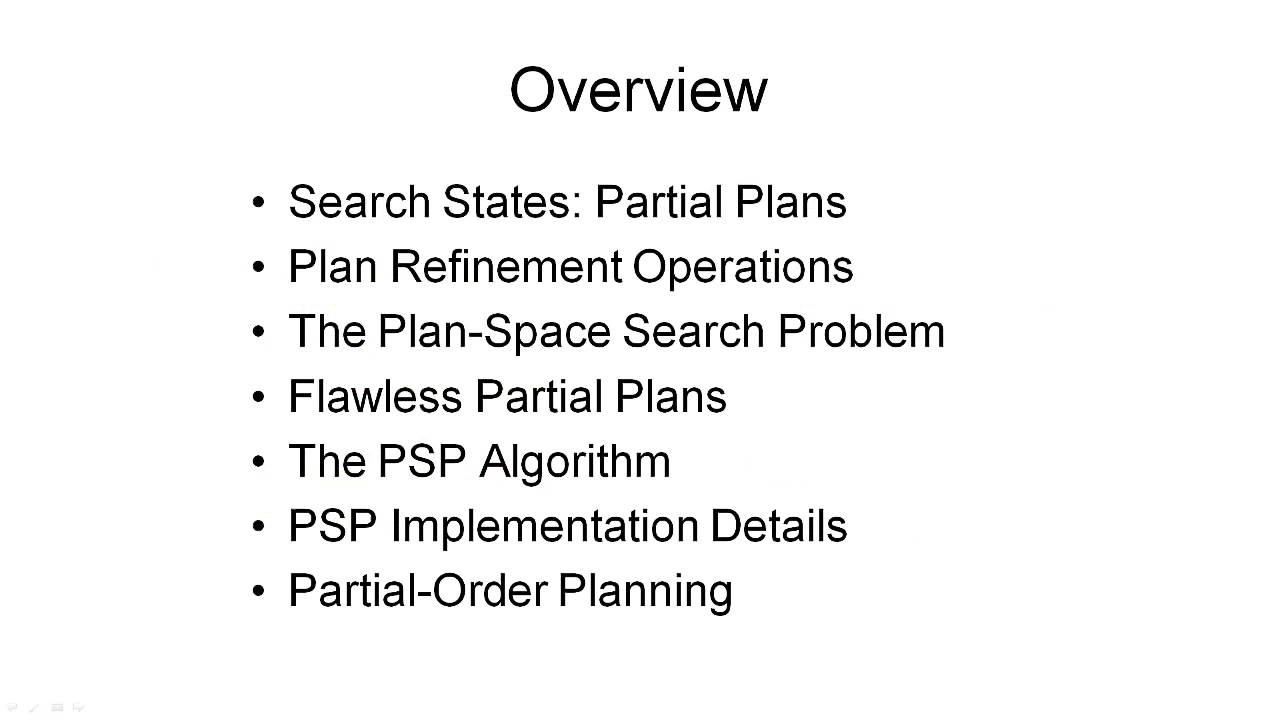 Overview
• Search States: Partial Plans
• Plan Refinement Operations
• The Plan-Space Search Problem
• Flawless Partial Plans
• The PSP Algorithm
• PSP Implementation Details
• Partial-Order Planning